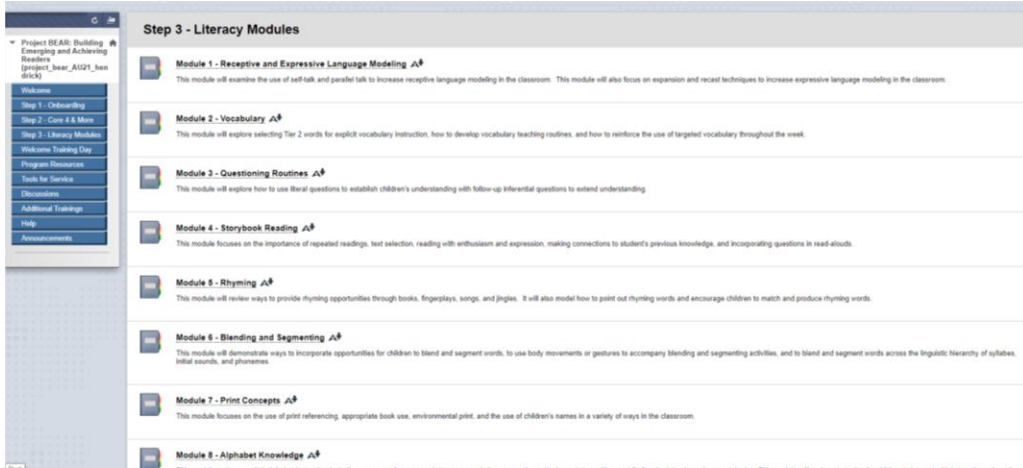 Project BEAR: Building
Emerging and Achieving
Readers
(project_bear_AU21_hen
drick)
Welcome
Step 1 - Onboarding
Step 2 - Core 4 & More
Step 3 - Literacy Modules
Welcome Training Day
Program Resources
Tools for Service
Discussions
Additional Trainings
Help
Announcements
Step 3 - Literacy Modules
Module 1 - Receptive and Expressive Language Modeling
This module will examine the use of self-talk and parallel talk to increase receptive language modeling in the classroom. This module will also focus on expansion and recast techniques to increase expressive language modeling in the classroom.
Module 2 - Vocabulary
This module will explore selecting Tier 2 words for explicit vocabulary instruction, how to develop vocabulary teaching routines, and how to reinforce the use of targeted vocabulary throughout the week.
Module 3 - Questioning Routines
This module will explore how to use literal questions to establish children's understanding with follow-up inferential questions to extend understanding.
Module 4 - Storybook Reading
This module focuses on the importance of repeated readings, text selection, reading with enthusiasm and expression, making connections to student's previous knowledge, and incorporating questions in read-alouds.
Module 5 - Rhyming
This module will review ways to provide rhyming opportunities through books, fingerplays, songs, and jingles. It will also model how to point out rhyming words and encourage children to match and produce rhyming words.
Module 6 - Blending and Segmenting
This module will demonstrate ways to incorporate opportunities for children to blend and segment words, to use body movements or gestures to accompany blending and segmenting activities, and to blend and segment words across the linguistic hierarchy of syllables,
initial sounds, and phonemes.
Module 7 - Print Concepts
This module focuses on the use of print referencing, appropriate book use, environmental print, and the use of children's names in a variety of ways in the classroom.
Module 8 - Alphabet Knowledge